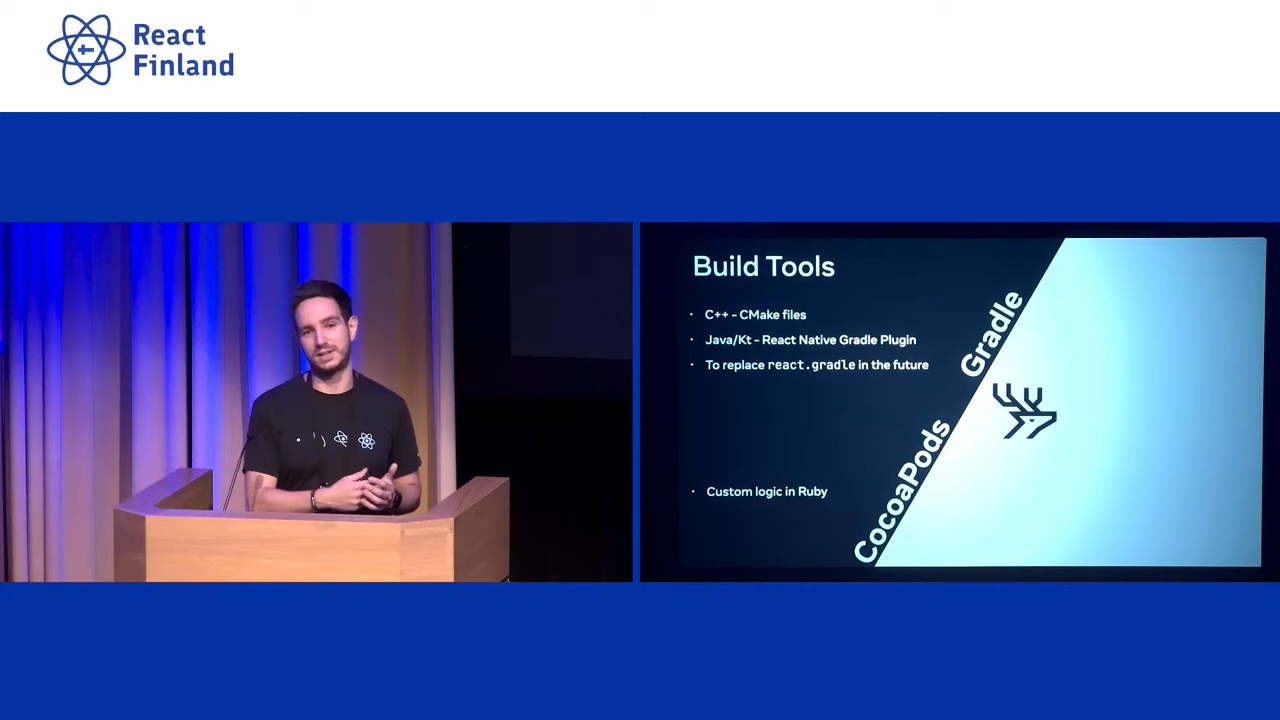 React
Finland
Build Tools
· C++ - CMake files
· Java/Kt - React Native Gradle Plugin
· To replace react.gradle in the future
· Custom logic in Ruby
Gradle
CocoaPods